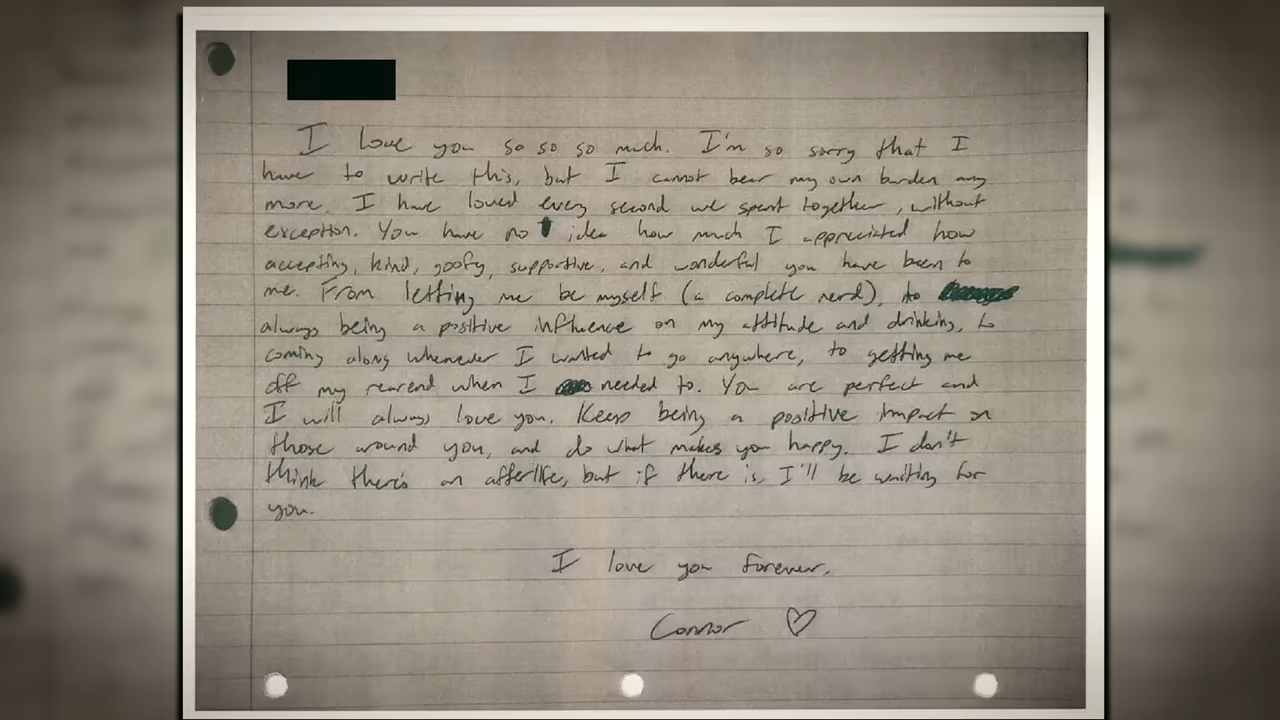 I love you so so so much. I'm so sorry that I
have to write this, but I cannot bear my own burden any
more. I have loved every second we spent together, without
exception. You have no idea how much I appreciated how
accepting, kind, goofy, supportive, and wonderful you have been to
me. From letting me be myself (a complete nerd), to
always being a positive influence on my attitude and drinking, to
coming along whenever I wanted to go anywhere, to getting me
off my rearend when I needed to. You are perfect and
I will always love you. Keep being a positive impact on
those around you, and do what makes you happy. I don't
think there's an afterlife, but if there is, I'll be waiting for
you.
I love you forever,
Connor